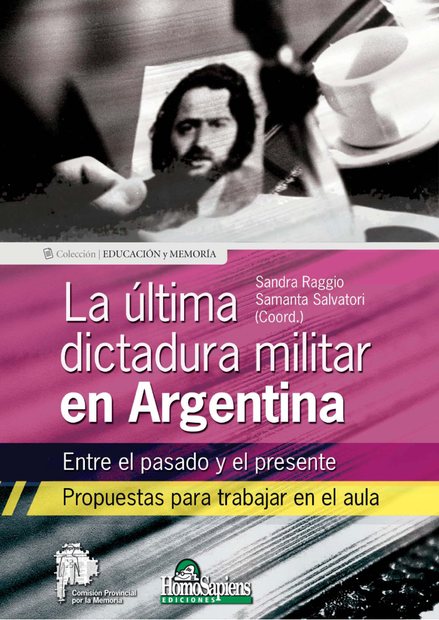 Colección | EDUCACIÓN y MEMORIA
Sandra Raggio
Samanta Salvatori
(Coord.)
La última
dictadura militar
en Argentina
Entre el pasado y el presente
Propuestas para trabajar en el aula
Comisión Provincial
por la Memoria
HomoSapiens
EDICIONES